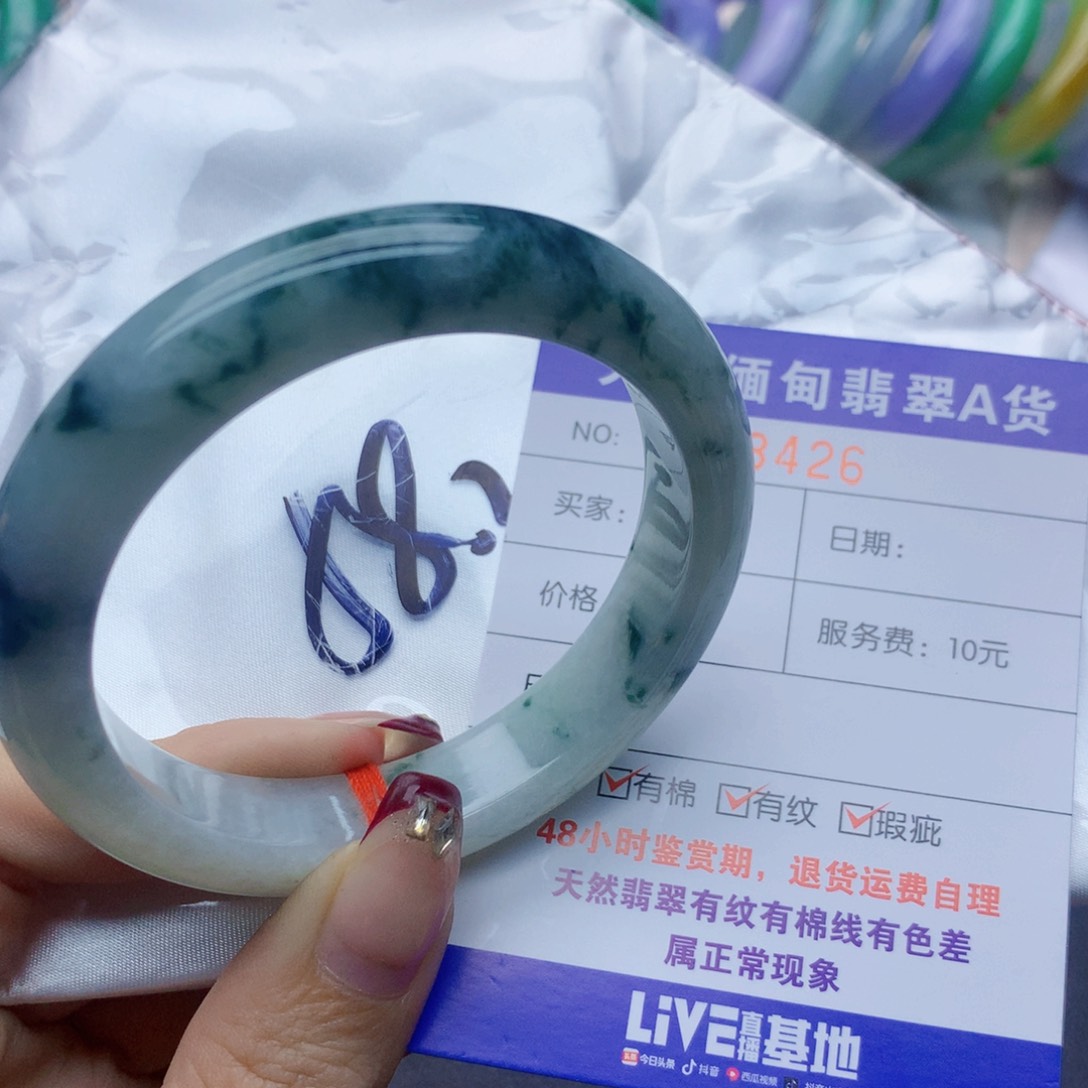 缅甸翡翠A货
NO: 3426
买家:
日期:
价格
服务费: 10元
58.
有棉 有纹 瑕疵
48小时鉴赏期，退货运费自理
天然翡翠有纹有棉线有色差
属正常现象
LiVE直播基地
今日头条 抖音 西瓜视频